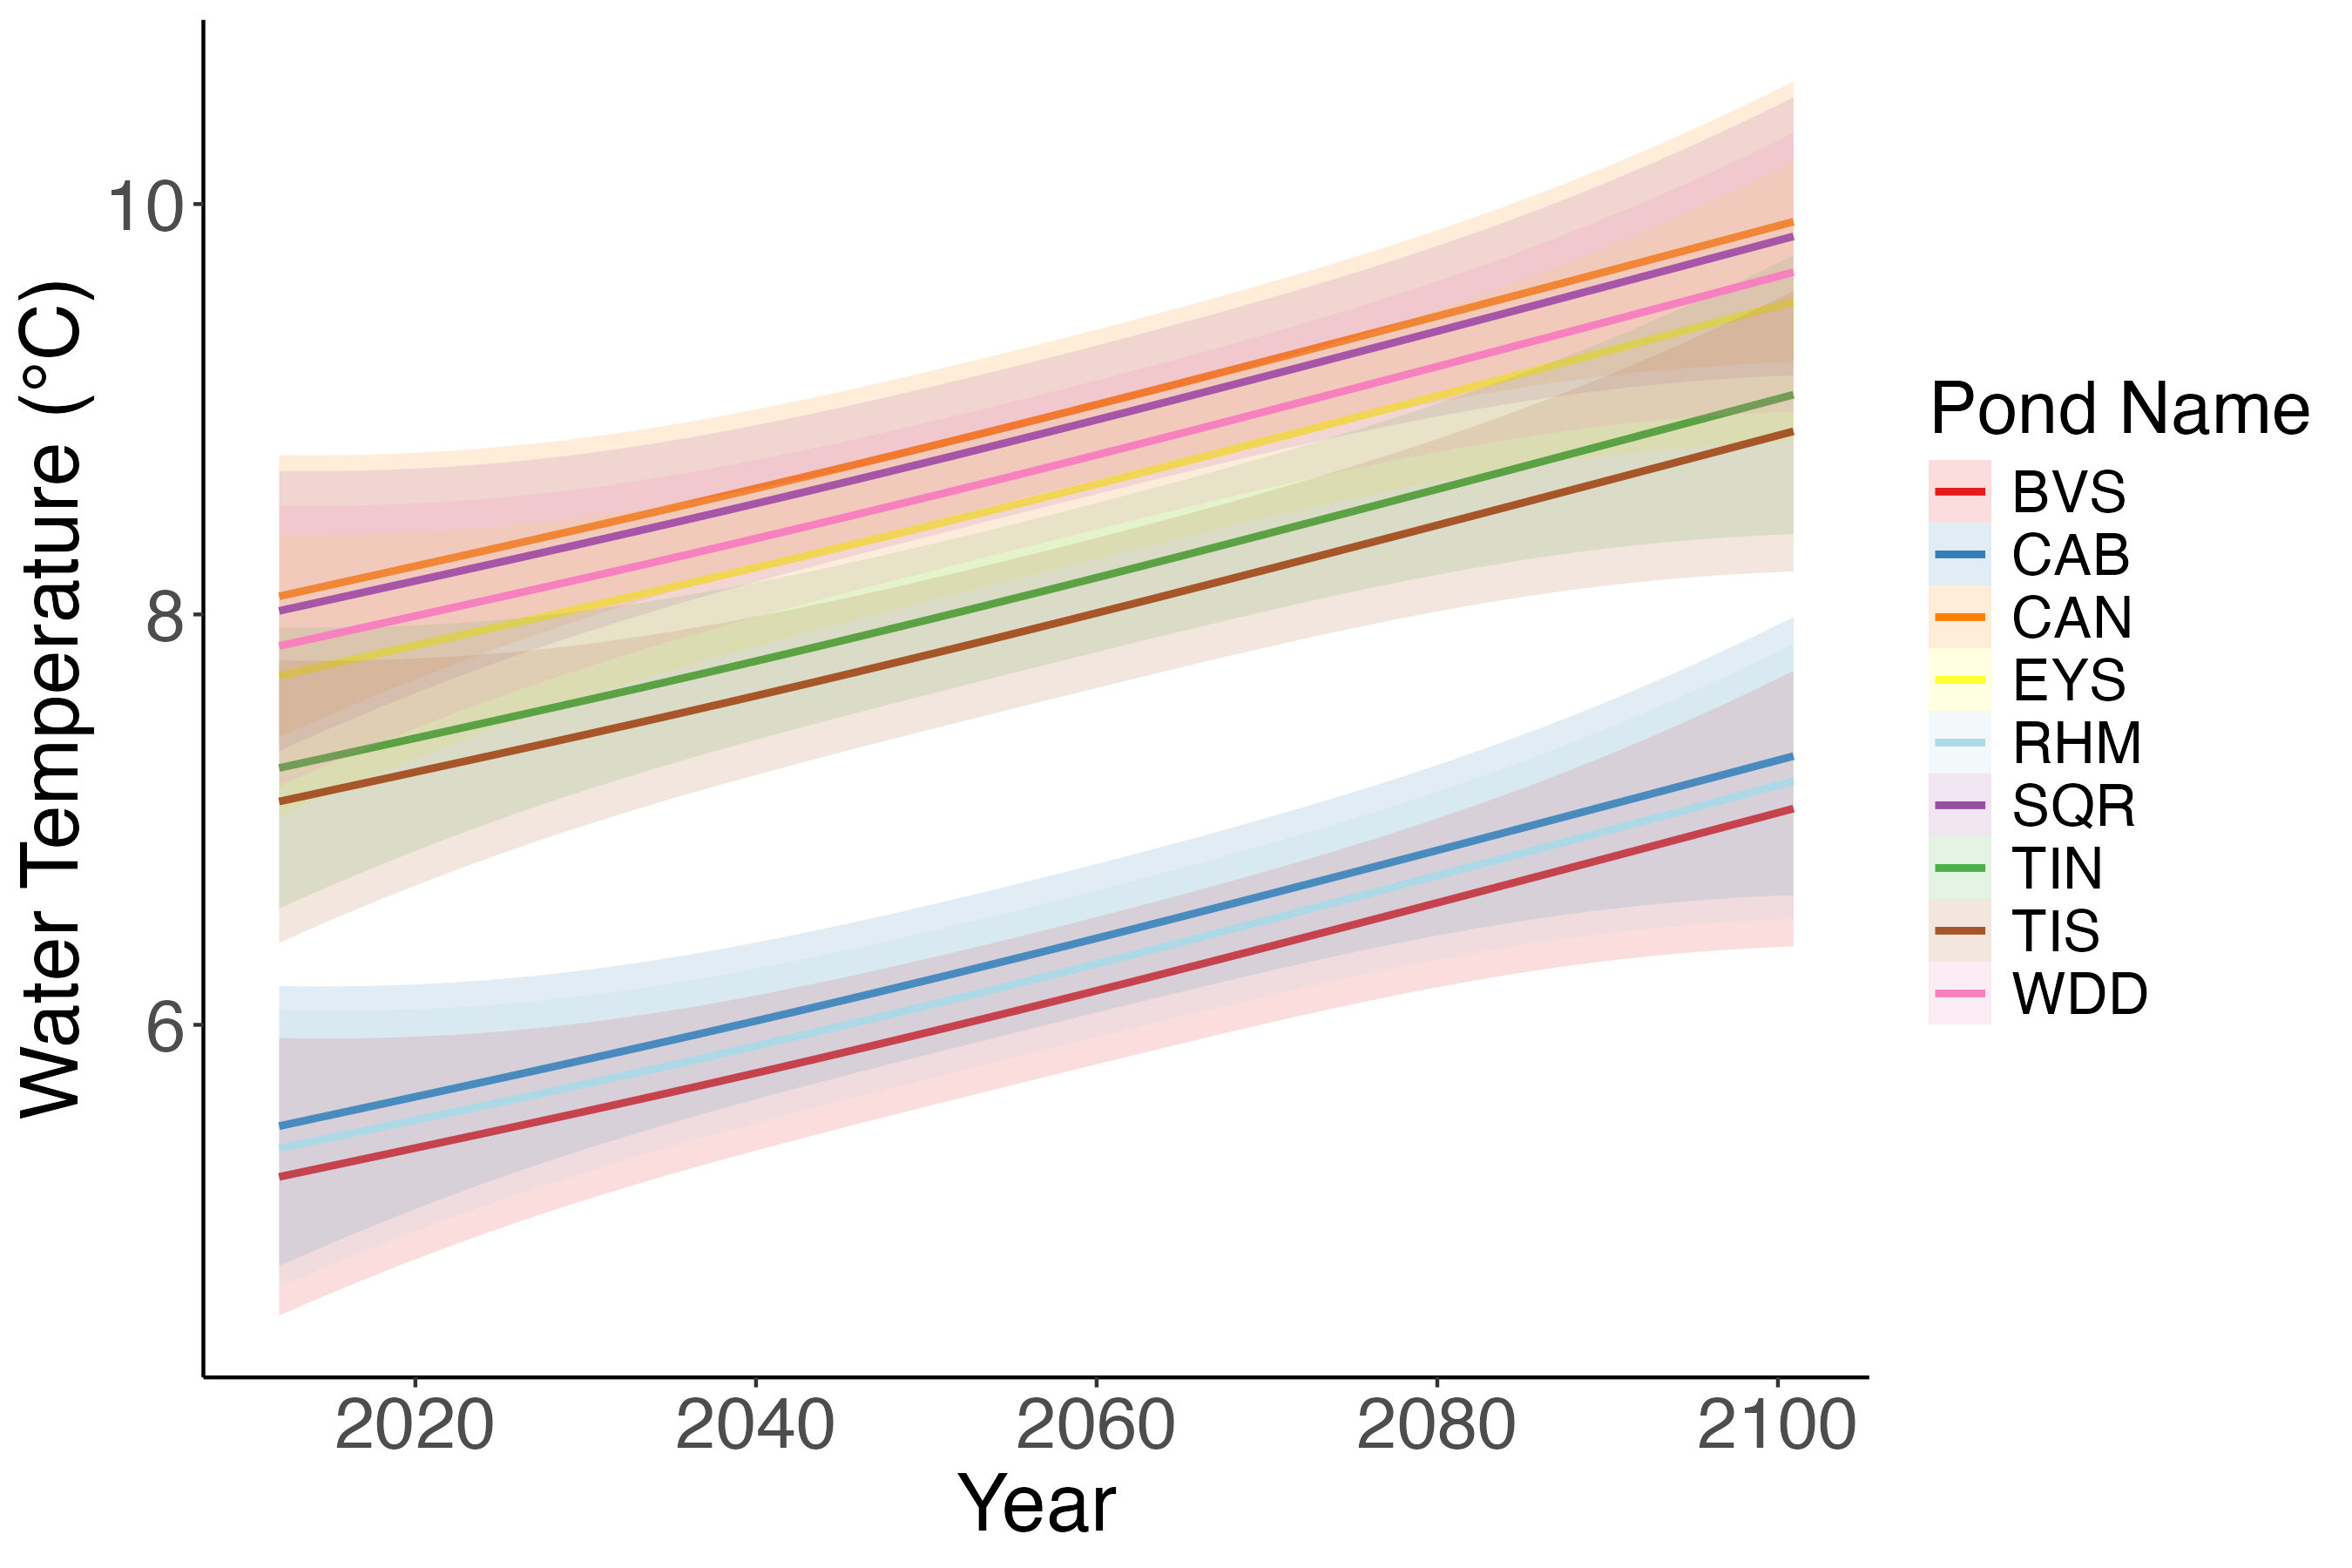 Water Temperature (°C)
10
8
6
2020 2040 2060 2080 2100
Year
Pond Name
BVS
CAB
CAN
EYS
RHM
SQR
TIN
TIS
WDD